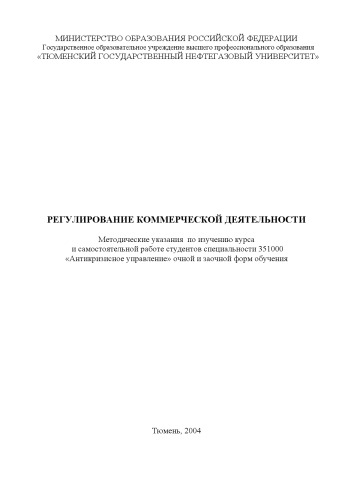 МИНИСТЕРСТВО ОБРАЗОВАНИЯ РОССИЙСКОЙ ФЕДЕРАЦИИ
Государственное образовательное учреждение высшего профессионального образования
«ТЮМЕНСКИЙ ГОСУДАРСТВЕННЫЙ НЕФТЕГАЗОВЫЙ УНИВЕРСИТЕТ»
РЕГУЛИРОВАНИЕ КОММЕРЧЕСКОЙ ДЕЯТЕЛЬНОСТИ
Методические указания по изучению курса
и самостоятельной работе студентов специальности 351000
«Антикризисное управление» очной и заочной форм обучения
Тюмень, 2004